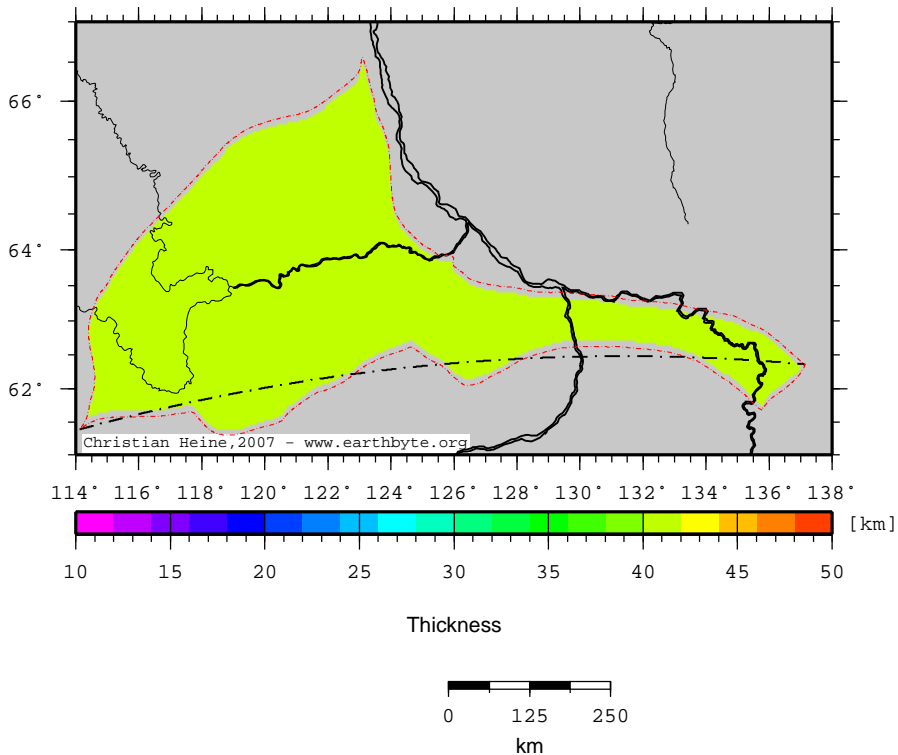 66°
64°
62°
Christian Heine,2007 - www.earthbyte.org
114° 116° 118° 120° 122° 124° 126° 128° 130° 132° 134° 136° 138°
[km]
10 15 20 25 30 35 40 45 50
Thickness
0 125 250
km